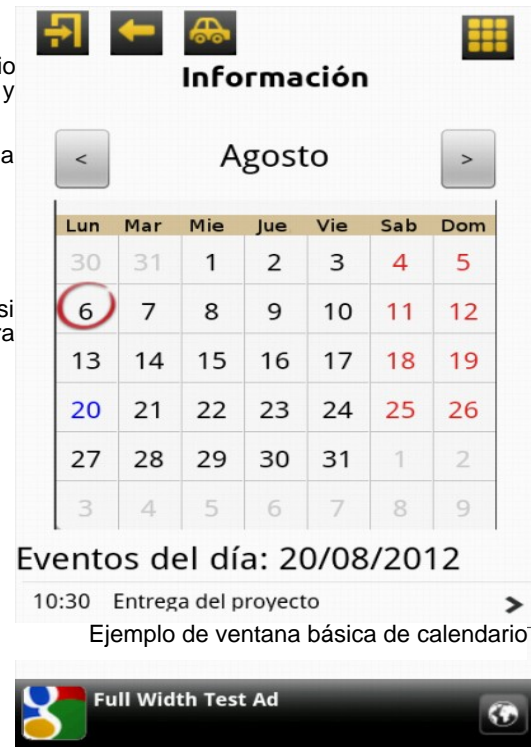 io
y
Información
a
< Agosto >
Lun Mar Mie Jue Vie Sab Dom
30 31 1 2 3 4 5
si
6 7 8 9 10 11 12
ra
13 14 15 16 17 18 19
20 21 22 23 24 25 26
27 28 29 30 31 1 2
3 4 5 6 7 8 9
Eventos del día: 20/08/2012
10:30 Entrega del proyecto >
Ejemplo de ventana básica de calendario
Full Width Test Ad